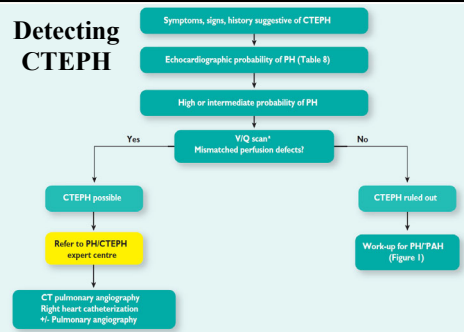 Detecting
CTEPH
Symptoms, signs, history suggestive of CTEPH
Echocardiographic probability of PH (Table 8)
High or intermediate probability of PH
V/Q scan*
Mismatched perfusion defects?
Yes
No
CTEPH possible
CTEPH ruled out
Refer to PH/CTEPH
expert centre
Work-up for PH/PAH
(Figure 1)
CT pulmonary angiography
Right heart catheterization
+/- Pulmonary angiography